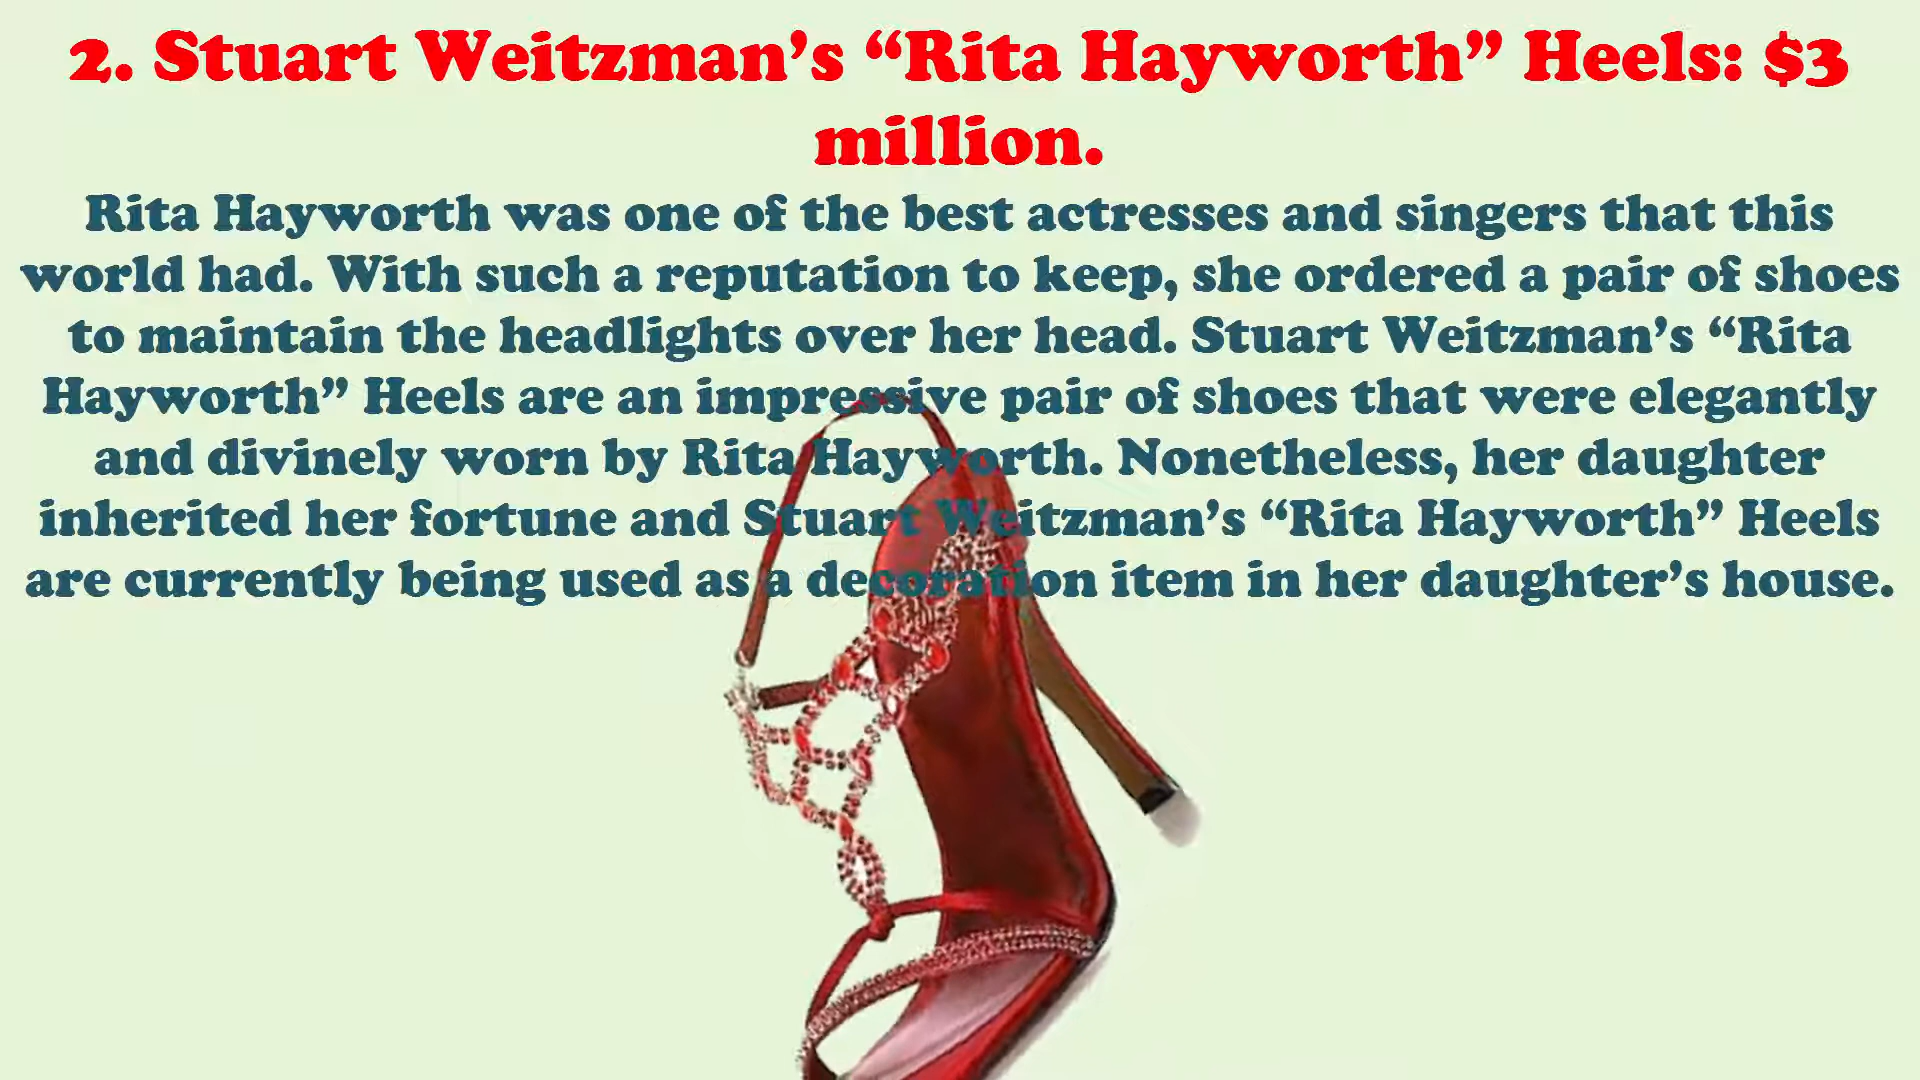 2. Stuart Weitzman’s “Rita Hayworth” Heels: $3
million.
Rita Hayworth was one of the best actresses and singers that this
world had. With such a reputation to keep, she ordered a pair of shoes
to maintain the headlights over her head. Stuart Weitzman’s “Rita
Hayworth” Heels are an impressive pair of shoes that were elegantly
and divinely worn by Rita Hayworth. Nonetheless, her daughter
inherited her fortune and Stuart Weitzman’s “Rita Hayworth” Heels
are currently being used as a decoration item in her daughter’s house.